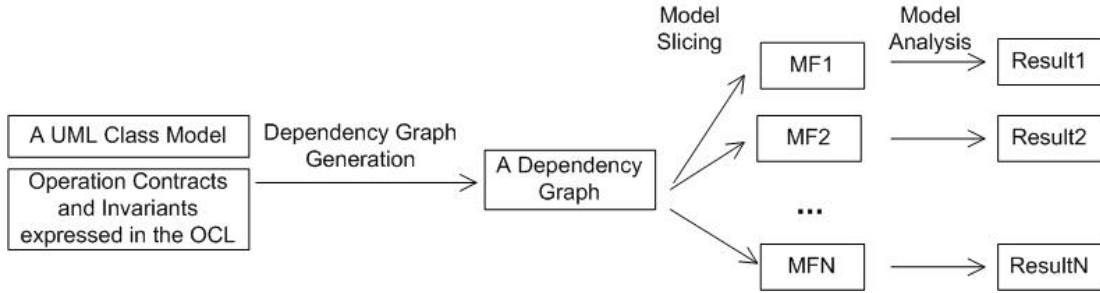 A UML Class Model
Operation Contracts
and Invariants
expressed in the OCL
Dependency Graph
Generation
A Dependency
Graph
Model
Slicing
MF1
MF2
...
MFN
Model
Analysis
Result1
Result2
ResultN